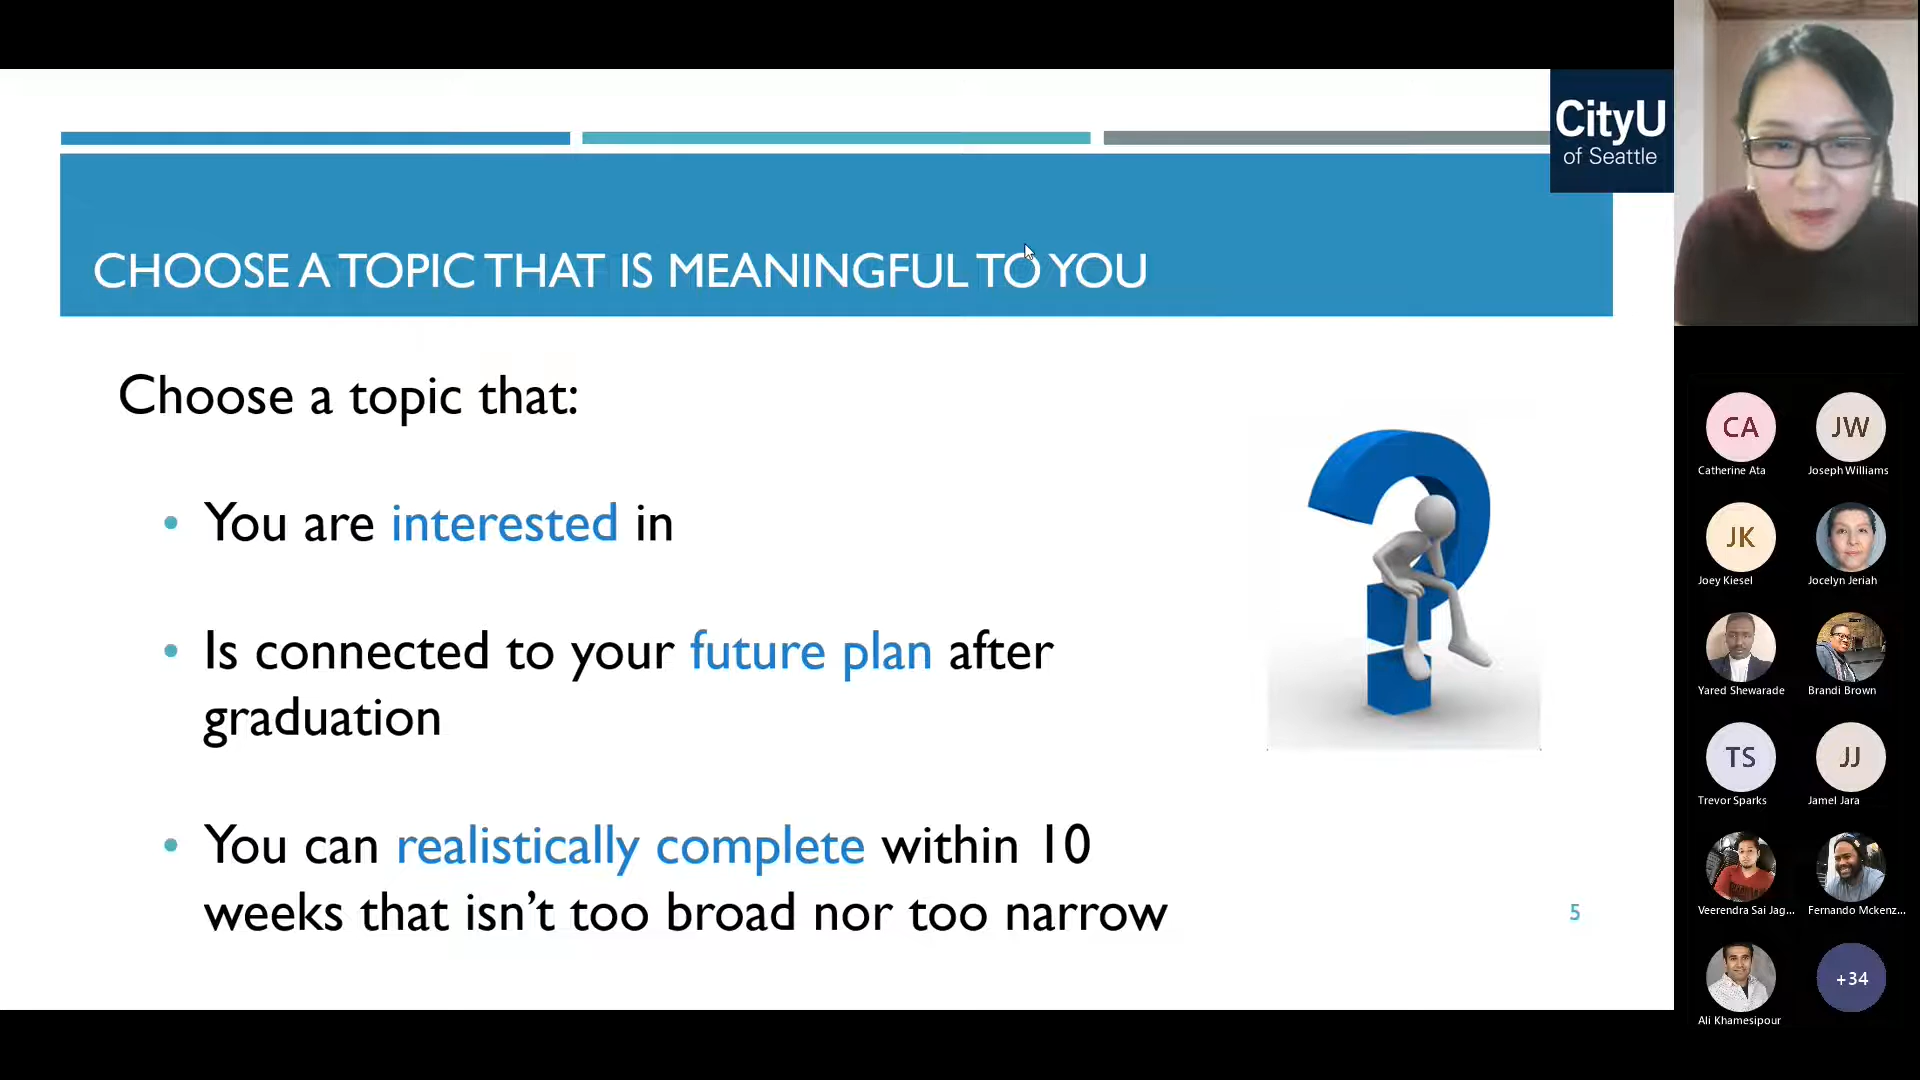 CityU
of Seattle
CHOOSE A TOPIC THAT IS MEANINGFUL TO YOU
Choose a topic that:
• You are interested in
• Is connected to your future plan after
graduation
• You can realistically complete within 10
weeks that isn't too broad nor too narrow
5
CA
JW
Catherine Ata
Joseph Williams
JK
Joey Kiesel
Jocelyn Jeriah
Yared Shewarade
Brandi Brown
TS
JJ
Trevor Sparks
Jamel Jara
Veerendra Sai Jag...
Fernando Mckenz...
+34
Ali Khamesipour